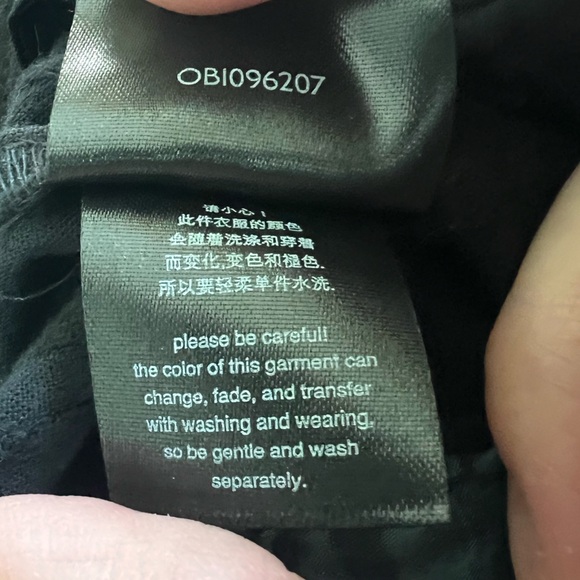 OBI096207
请小心！
此件衣服的颜色
会随着洗涤和穿着
而变化,变色和褪色.
所以要轻柔单件水洗.
please be careful!
the color of this garment can
change, fade, and transfer
with washing and wearing.
so be gentle and wash
separately.